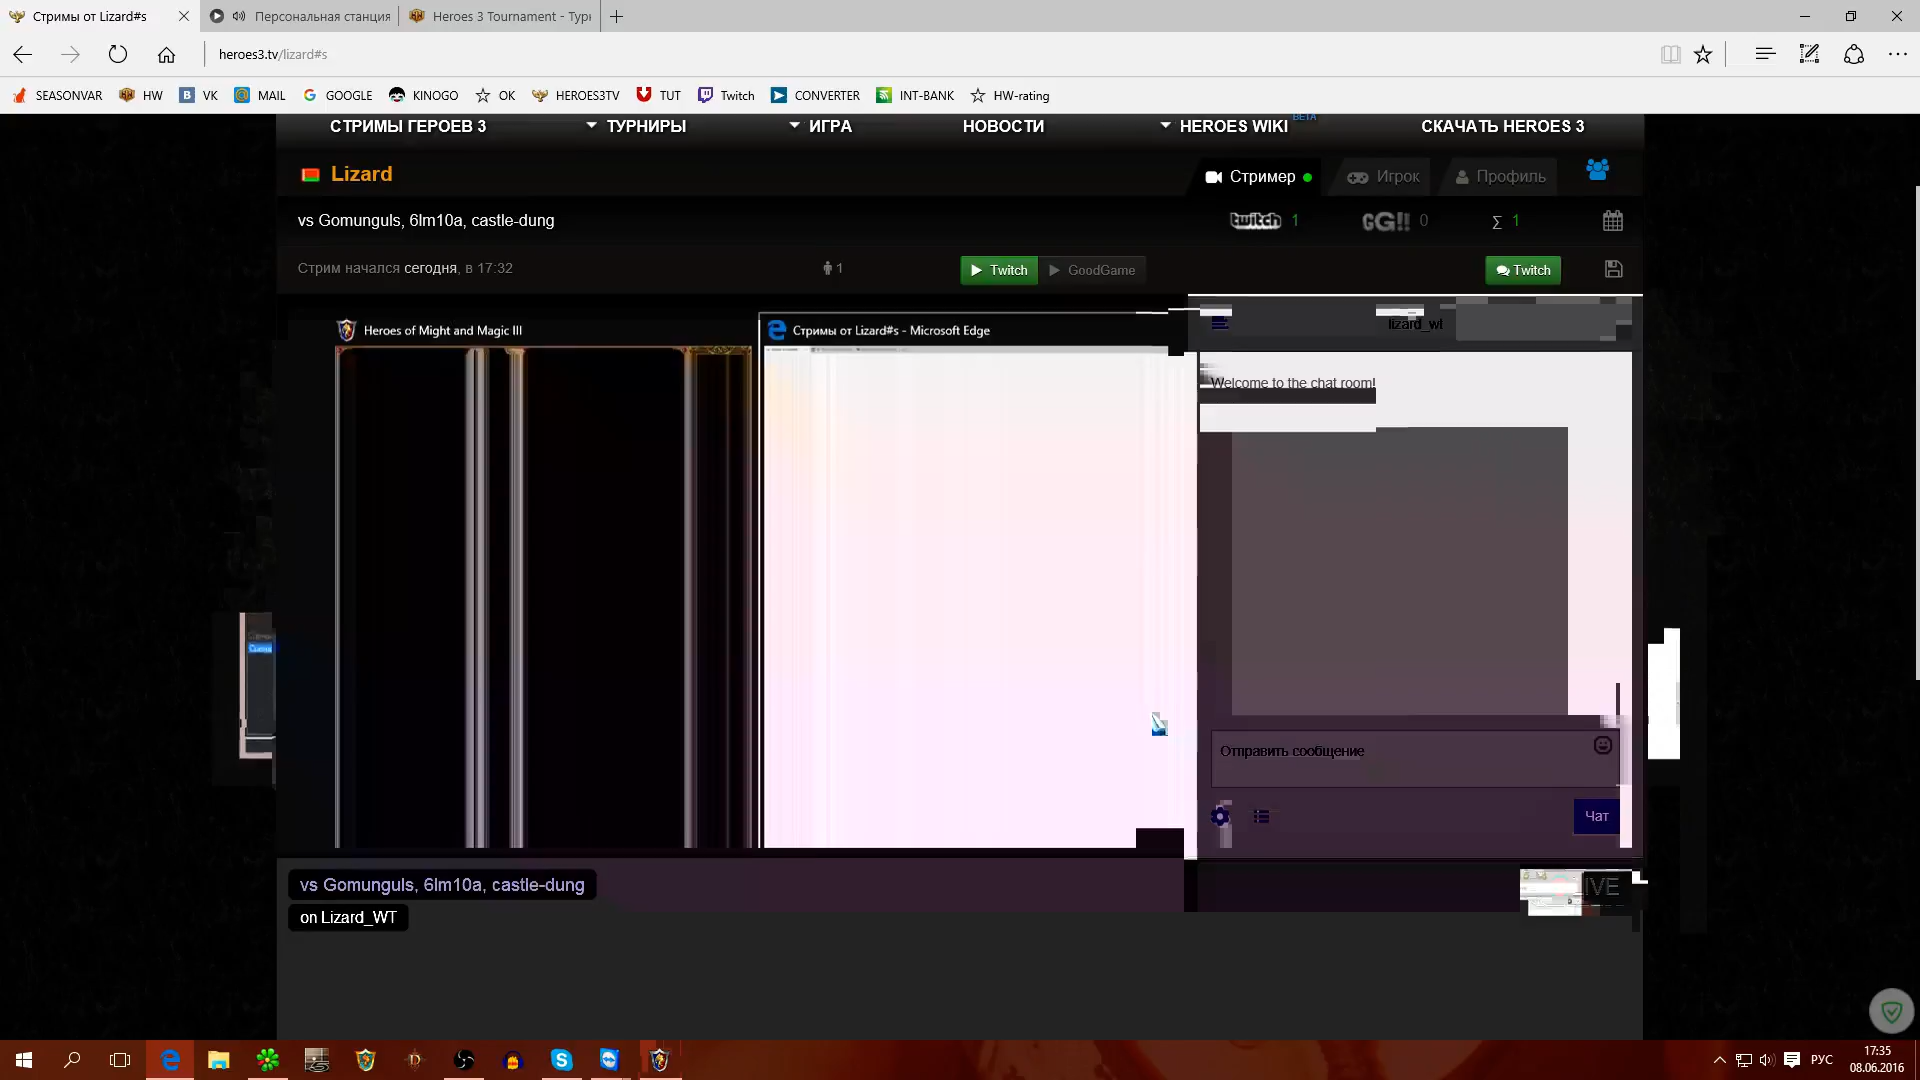 Стримы от Lizard#s
Персональная станция
Heroes 3 Tournament - Тур
heroes3.tv/lizard#s
SEASONVAR HW VK MAIL GOOGLE KINOGO OK HEROES3TV TUT Twitch CONVERTER INT-BANK HW-rating
СТРИМЫ ГЕРОЕВ 3 ТУРНИРЫ ИГРА НОВОСТИ HEROES WIKI BETA СКАЧАТЬ HEROES 3
Lizard
Стример Игрок Профиль
vs Gomunguls, 6lm10a, castle-dung
twitch 1 GG!! 0 Σ 1
Стрим начался сегодня, в 17:32
1
Twitch GoodGame Twitch
Heroes of Might and Magic III
Стримы от Lizard#s - Microsoft Edge
lizard_wt
Welcome to the chat room!
Отправить сообщение
Чат
vs Gomunguls, 6lm10a, castle-dung
on Lizard_WT
РУС
17:35
08.06.2016